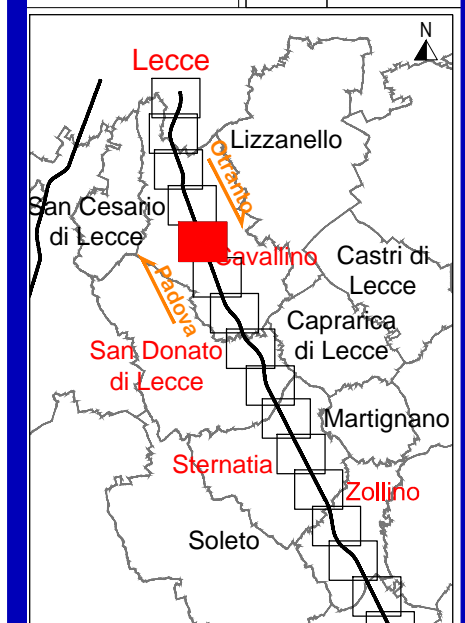 N
Lecce
Lizzanello
Otranto
San Cesario
di Lecce
Cavallino
Castri di
Lecce
Padova
Caprarica
di Lecce
San Donato
di Lecce
Martignano
Sternatia
Zollino
Soleto